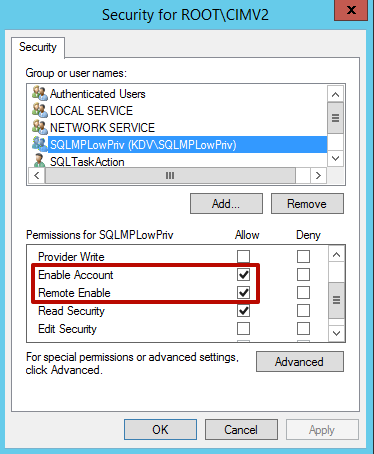 Security for ROOT\CIMV2
x
Security
Group or user names:
Authenticated Users
LOCAL SERVICE
NETWORK SERVICE
SQLMPLowPriv (KDV\SQLMPLowPriv)
SQLTaskAction
Add...
Remove
Permissions for SQLMPLowPriv Allow Deny
Provider Write
Enable Account
Remote Enable
Read Security
Edit Security
For special permissions or advanced settings,
click Advanced.
Advanced
OK
Cancel
Apply